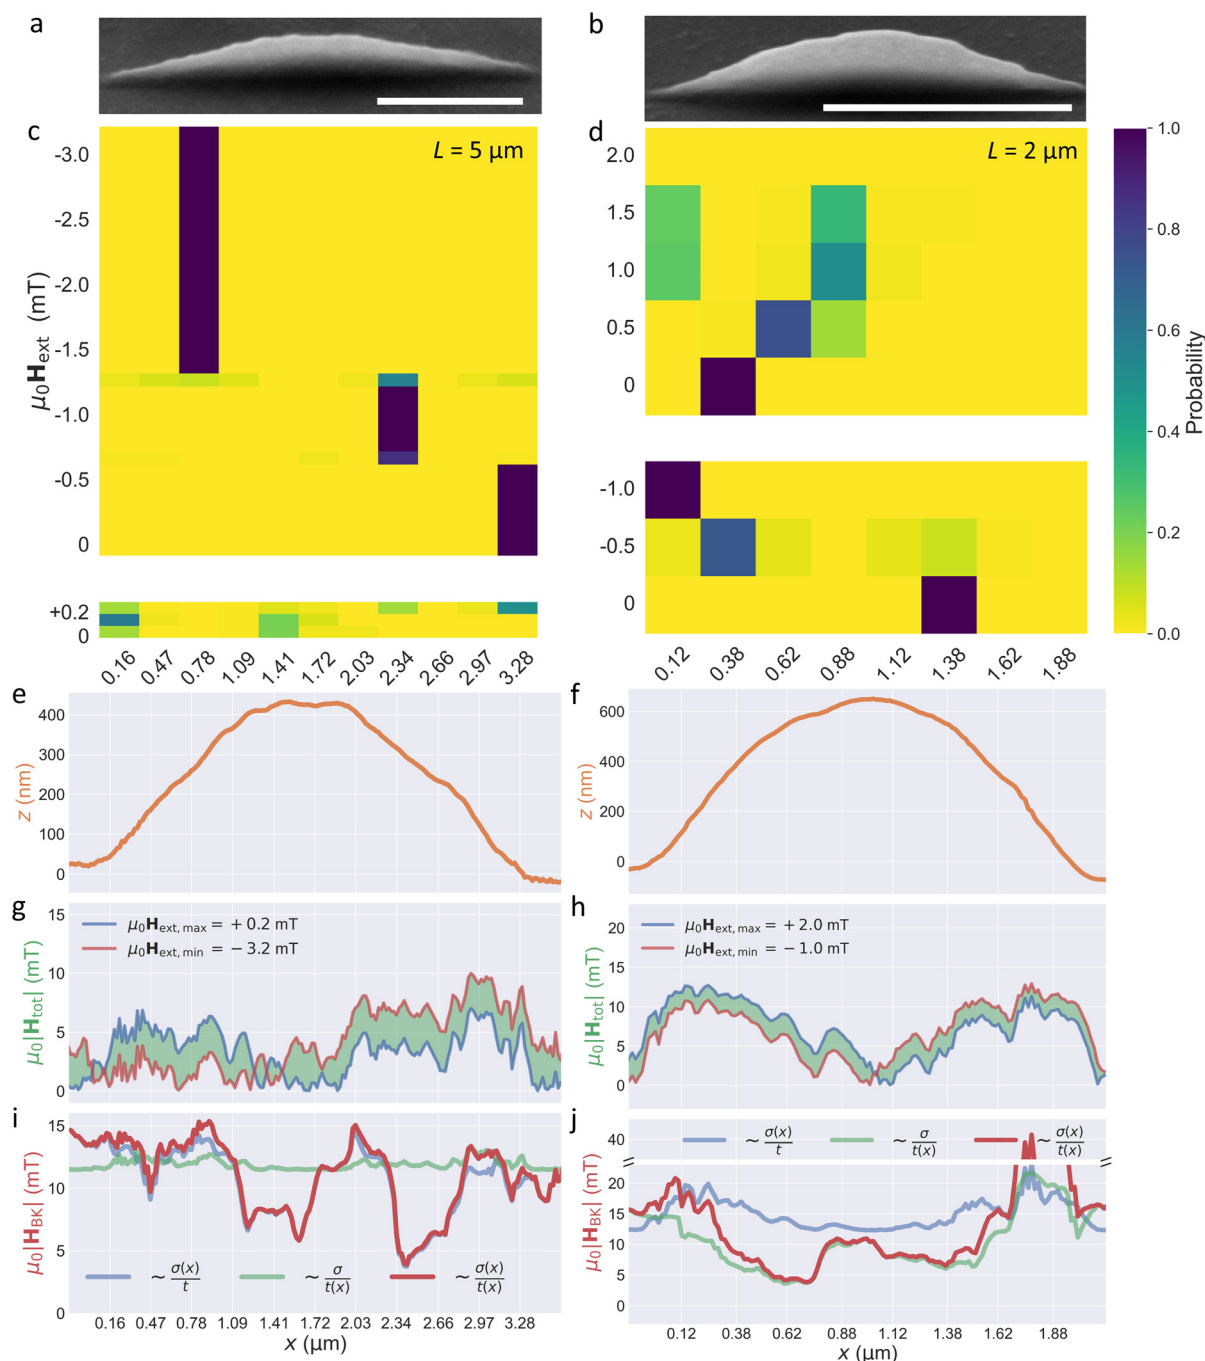 a
b
c
L = 5 µm
-3.0
-2.5
-2.0
-1.5
-1.0
-0.5
0
+0.2
0
µ₀H_ext (mT)
0.16 0.47 0.78 1.09 1.41 1.72 2.03 2.34 2.66 2.97 3.28
d
L = 2 µm
2.0
1.5
1.0
0.5
0
-1.0
-0.5
0
0.12 0.38 0.62 0.88 1.12 1.38 1.62 1.88
1.0
0.8
0.6
0.4
0.2
0.0
Probability
e
400
300
200
100
0
z (nm)
f
600
400
200
0
z (nm)
g
15
10
5
0
µ₀|H_tot| (mT)
µ₀H_ext, max = + 0.2 mT
µ₀H_ext, min = − 3.2 mT
h
20
15
10
5
0
µ₀|H_tot| (mT)
µ₀H_ext, max = + 2.0 mT
µ₀H_ext, min = − 1.0 mT
i
15
10
5
0
µ₀|H_BK| (mT)
~ σ(x)/t ~ σ/t(x) ~ σ(x)/t(x)
0.16 0.47 0.78 1.09 1.41 1.72 2.03 2.34 2.66 2.97 3.28
x (µm)
j
~ σ(x)/t ~ σ/t(x) ~ σ(x)/t(x)
40
20
15
10
5
0
µ₀|H_BK| (mT)
0.12 0.38 0.62 0.88 1.12 1.38 1.62 1.88
x (µm)